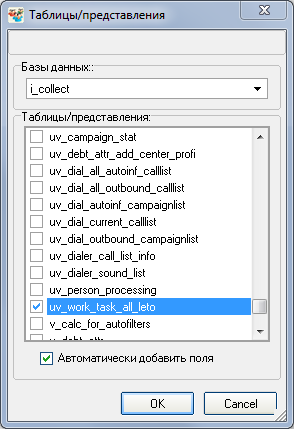 Таблицы/представления
Базы данных::
i_collect
Таблицы/представления:
uv_campaign_stat
uv_debt_attr_add_center_profi
uv_dial_all_autoinf_calllist
uv_dial_all_outbound_calllist
uv_dial_autoinf_campaignlist
uv_dial_current_calllist
uv_dial_outbound_campaignlist
uv_dialer_call_list_info
uv_dialer_sound_list
uv_person_processing
uv_work_task_all_leto
v_calc_for_autofilters
Автоматически добавить поля
OK
Cancel